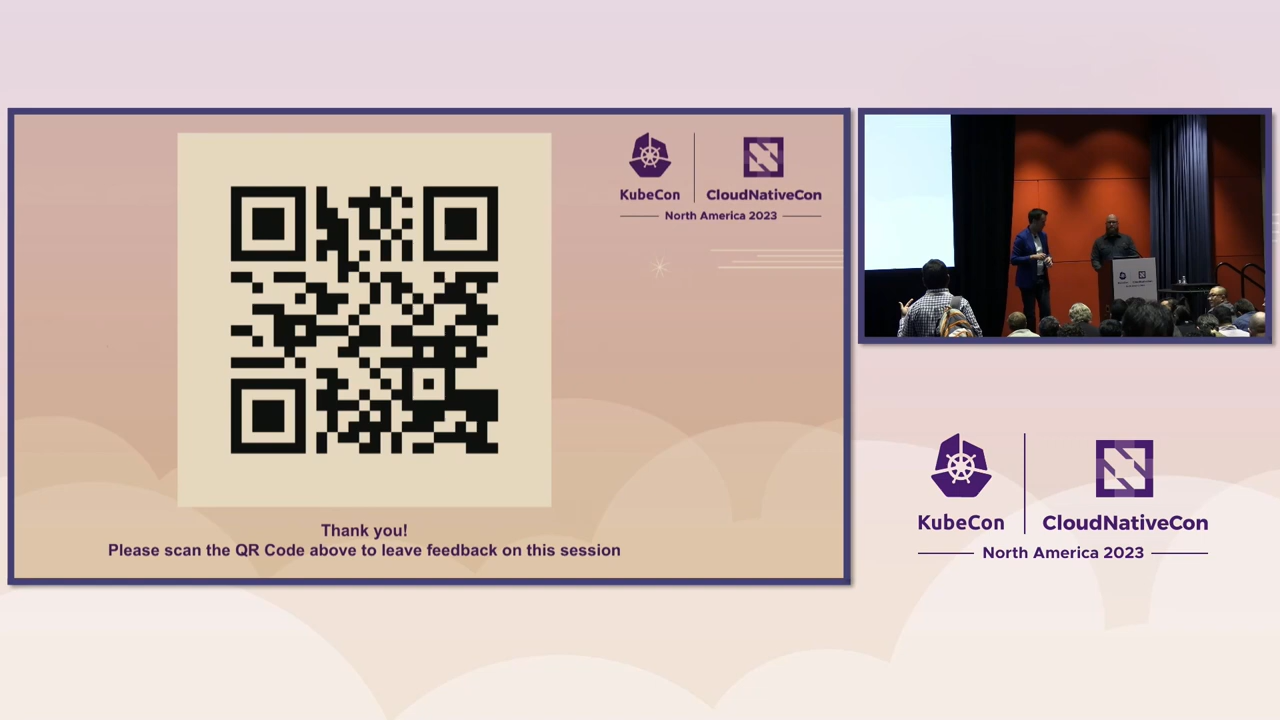 KubeCon
CloudNativeCon
North America 2023
Thank you!
Please scan the QR Code above to leave feedback on this session
KubeCon
CloudNativeCon
North America 2023